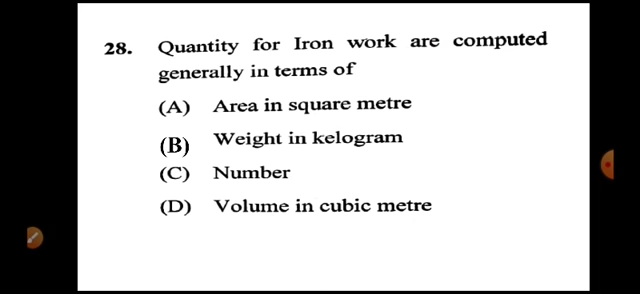 28. Quantity for Iron work are computed
generally in terms of
(A) Area in square metre
(B) Weight in kelogram
(C) Number
(D) Volume in cubic metre